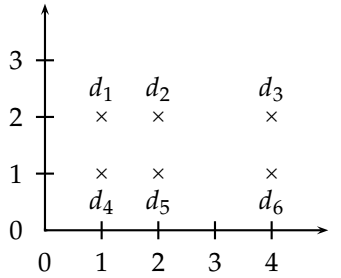 3
d₁ d₂ d₃
2
1
d₄ d₅ d₆
0
0 1 2 3 4